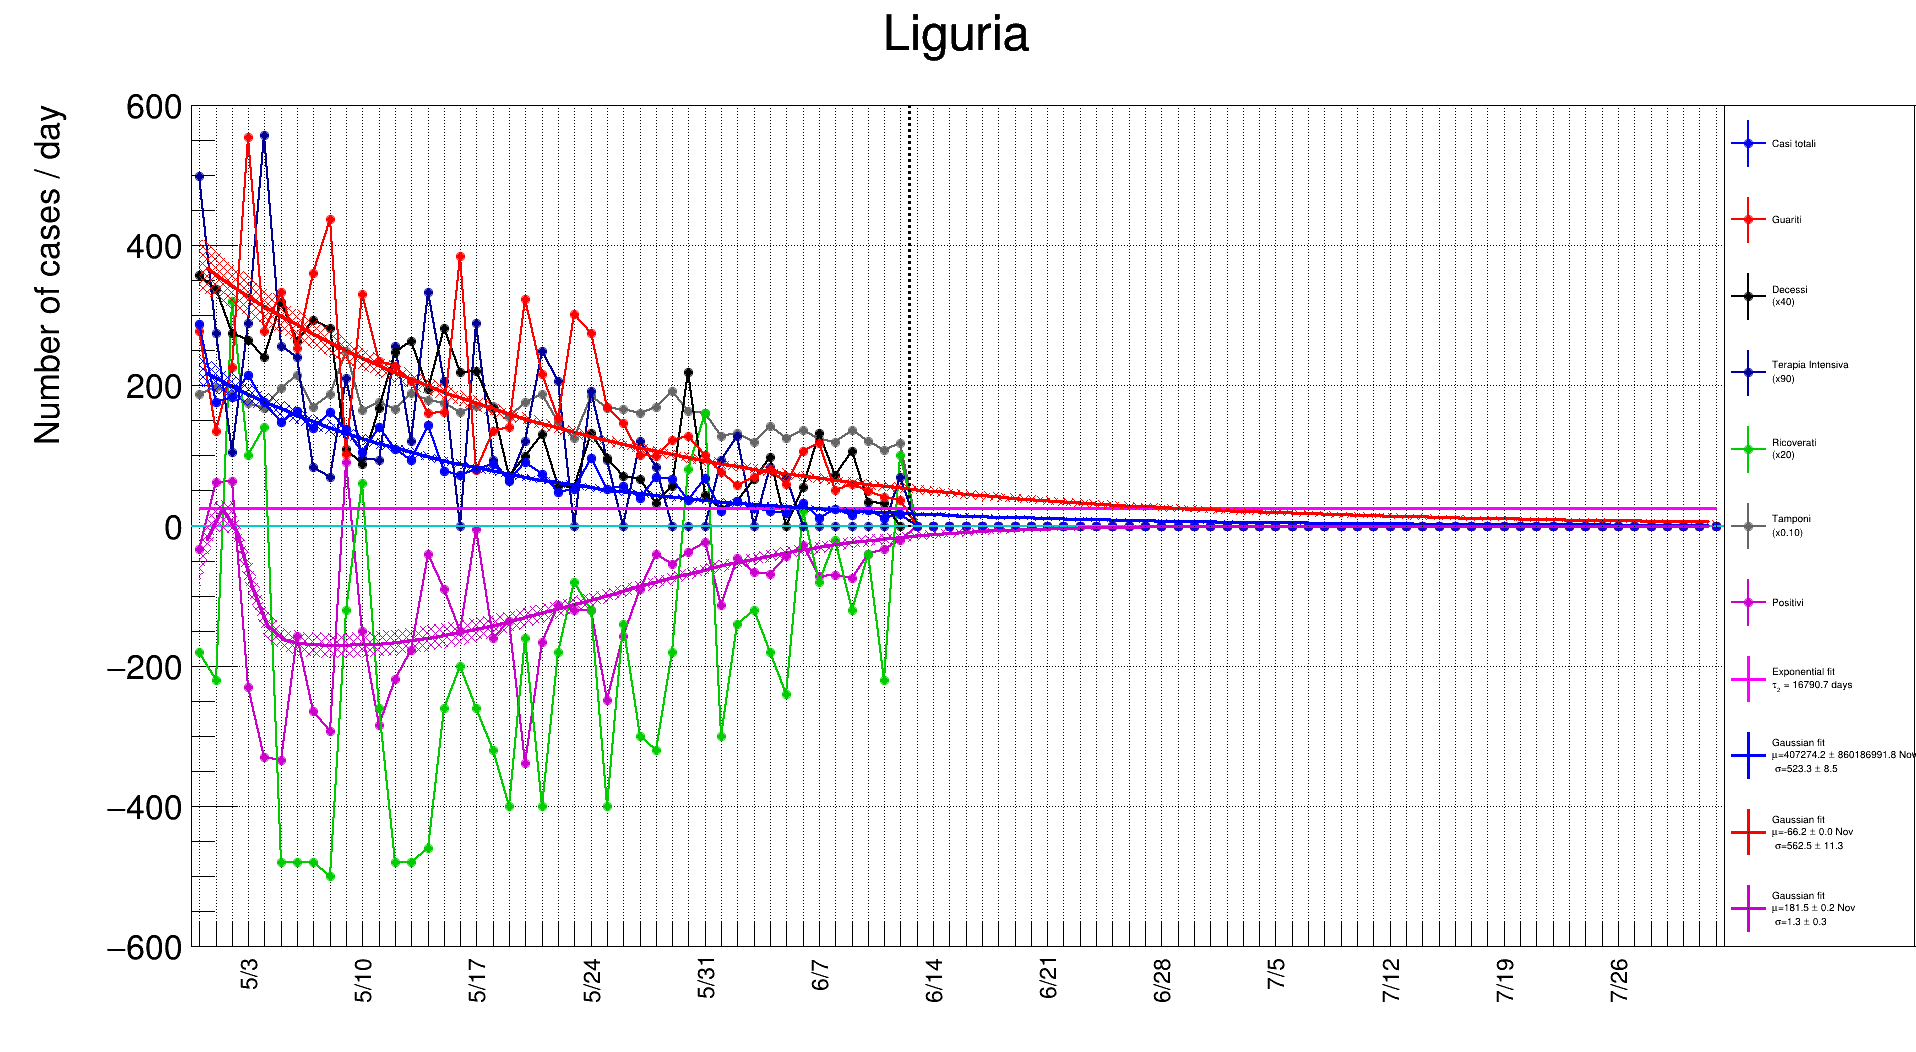 Liguria
Number of cases / day
600
400
200
0
−200
−400
−600
5/3
5/10
5/17
5/24
5/31
6/7
6/14
6/21
6/28
7/5
7/12
7/19
7/26
Casi totali
Guariti
Decessi
(x40)
Terapia Intensiva
(x90)
Ricoverati
(x20)
Tamponi
(x0.10)
Positivi
Exponential fit
τ₂ = 16790.7 days
Gaussian fit
μ=407274.2 ± 860186991.8 Nov
σ=523.3 ± 8.5
Gaussian fit
μ=-66.2 ± 0.0 Nov
σ=562.5 ± 11.3
Gaussian fit
μ=181.5 ± 0.2 Nov
σ=1.3 ± 0.3